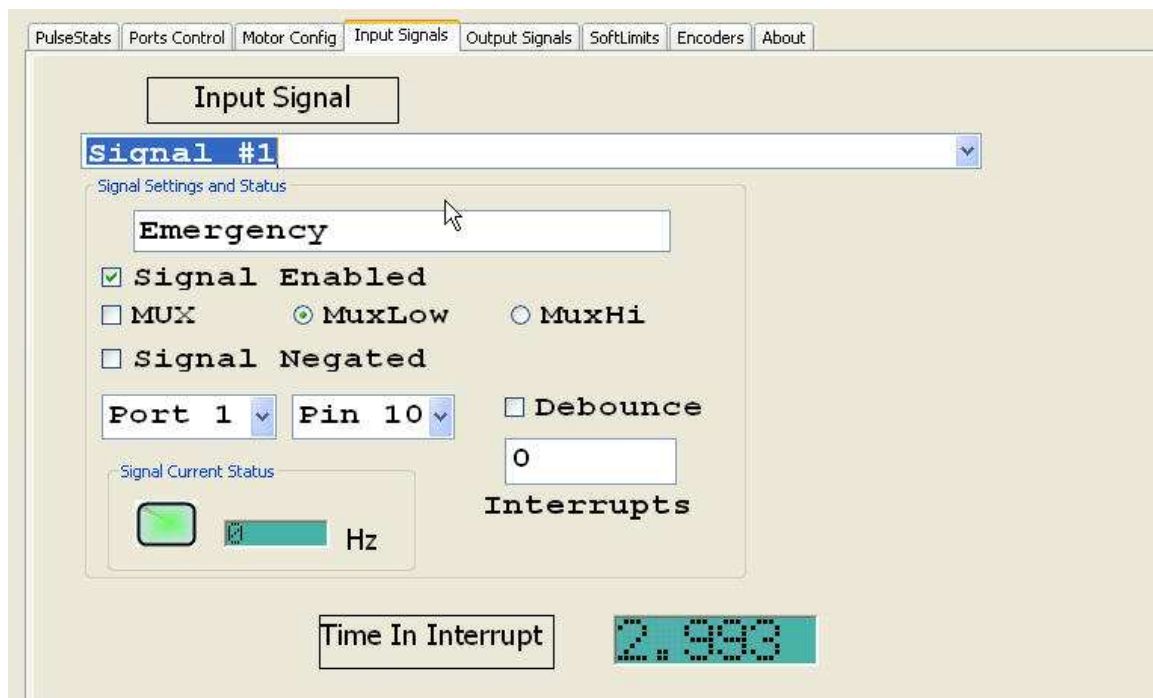 PulseStats Ports Control Motor Config Input Signals Output Signals SoftLimits Encoders About
Input Signal
Signal #1
Signal Settings and Status
Emergency
Signal Enabled
MUX MuxLow MuxHi
Signal Negated
Port 1 Pin 10 Debounce
0
Signal Current Status
Interrupts
0 Hz
Time In Interrupt 2.993